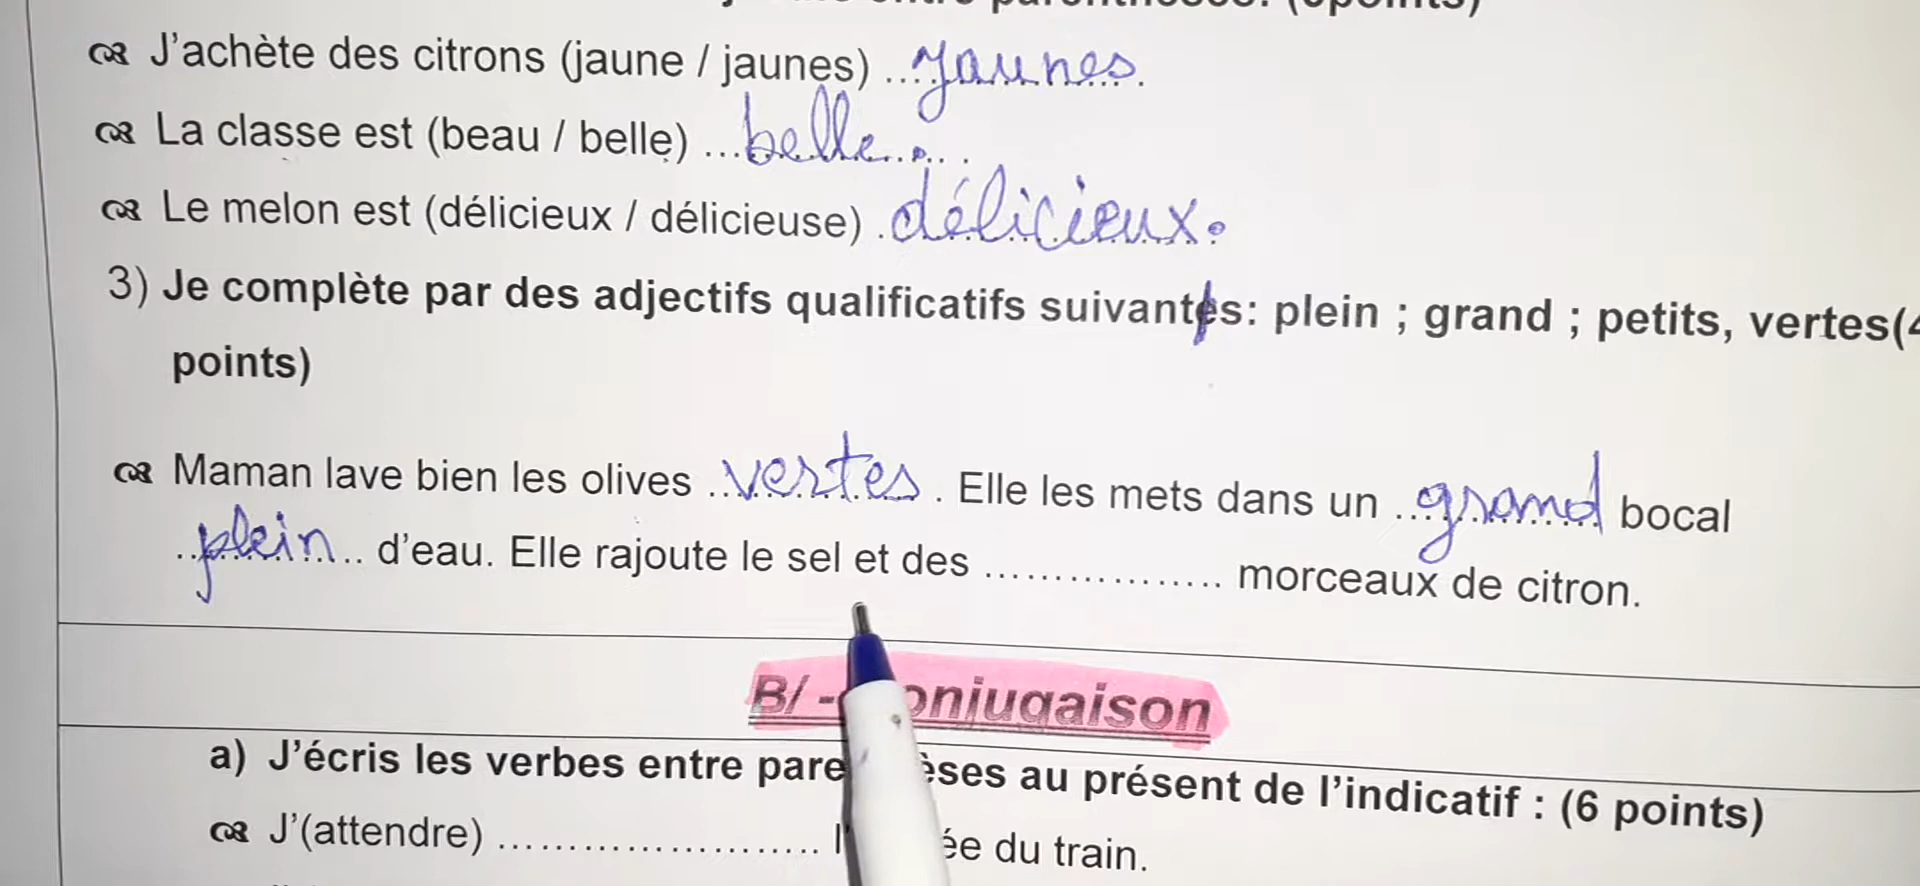 (6points)
J'achète des citrons (jaune / jaunes) ....jaunes.
La classe est (beau / belle) ...belle....
Le melon est (délicieux / délicieuse) .délicieux.
3) Je complète par des adjectifs qualificatifs suivants: plein ; grand ; petits, vertes(4
points)
Maman lave bien les olives ..vertes . Elle les mets dans un ..grand bocal
..plein.. d'eau. Elle rajoute le sel et des ................. morceaux de citron.
B/ - onjugaison
a) J'écris les verbes entre pare èses au présent de l'indicatif : (6 points)
J'(attendre) ....................... l' ée du train.